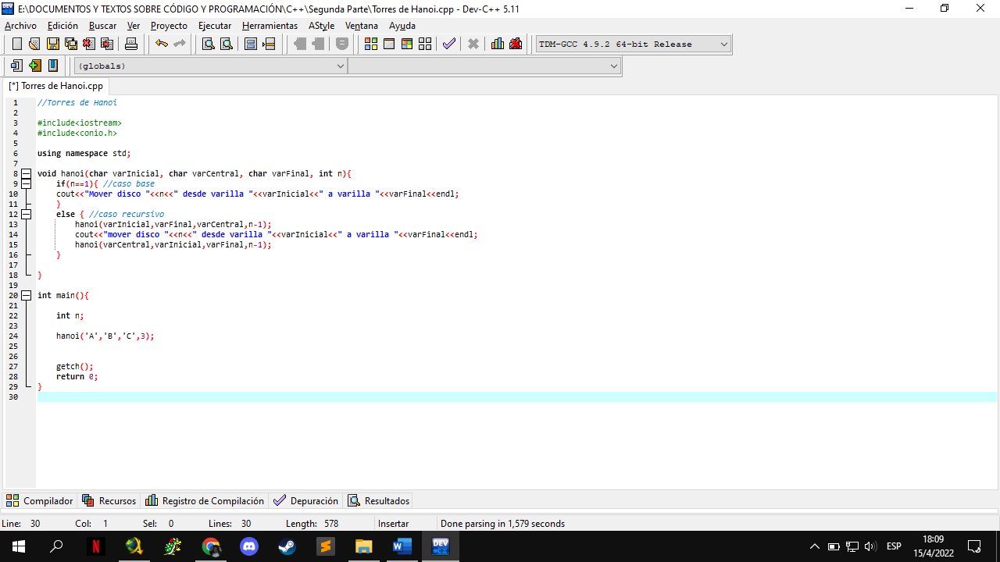 E:\DOCUMENTOS Y TEXTOS SOBRE CÓDIGO Y PROGRAMACIÓN\C++\Segunda Parte\Torres de Hanoi.cpp - Dev-C++ 5.11
Archivo Edición Buscar Ver Proyecto Ejecutar Herramientas AStyle Ventana Ayuda
TDM-GCC 4.9.2 64-bit Release
(globals)
[*] Torres de Hanoi.cpp
1 //Torres de Hanoi
2
3 #include<iostream>
4 #include<conio.h>
5
6 using namespace std;
7
8 void hanoi(char varInicial, char varCentral, char varFinal, int n){
9 if(n==1){ //caso base
10 cout<<"Mover disco "<<n<<" desde varilla "<<varInicial<<" a varilla "<<varFinal<<endl;
11 }
12 else { //caso recursivo
13 hanoi(varInicial,varFinal,varCentral,n-1);
14 cout<<"mover disco "<<n<<" desde varilla "<<varInicial<<" a varilla "<<varFinal<<endl;
15 hanoi(varCentral,varInicial,varFinal,n-1);
16 }
17
18 }
19
20 int main(){
21
22 int n;
23
24 hanoi('A','B','C',3);
25
26
27 getch();
28 return 0;
29 }
30
Compilador Recursos Registro de Compilación Depuración Resultados
Line: 30 Col: 1 Sel: 0 Lines: 30 Length: 578 Insertar Done parsing in 1,579 seconds
N S W DEV ESP 18:09
15/4/2022